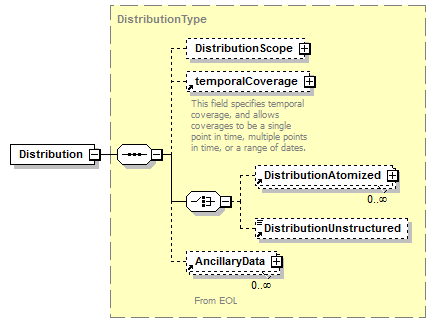 DistributionType
DistributionScope
temporalCoverage
This field specifies temporal
coverage, and allows
coverages to be a single
point in time, multiple points
in time, or a range of dates.
Distribution
DistributionAtomized
0..∞
DistributionUnstructured
AncillaryData
0..∞
From EOL